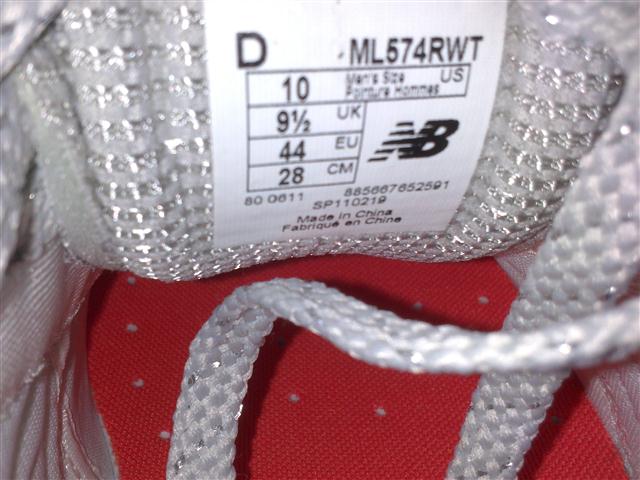 D ML574RWT
10 Men's Size US
Pointure Hommes
9½ UK
44 EU
28 CM
80 0611 885667652591
SP110219
Made in China
Fabriqué en Chine